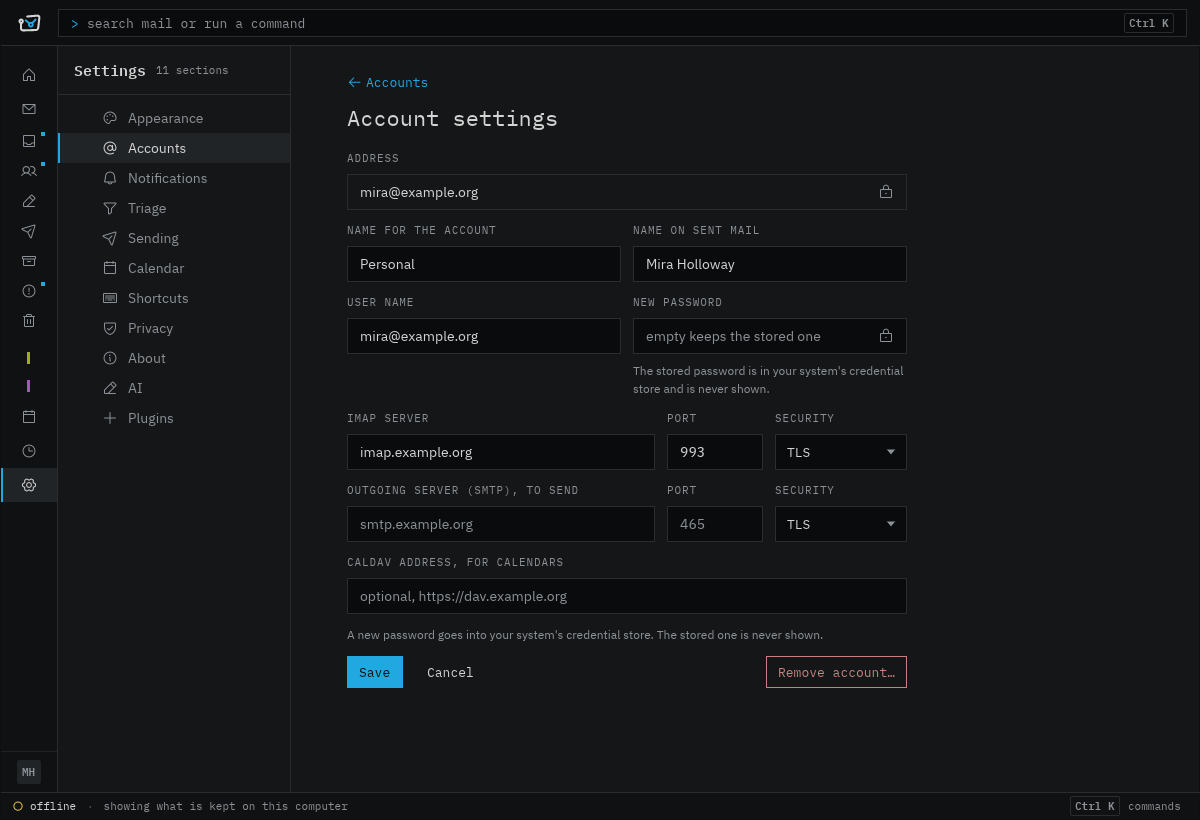 > search mail or run a command
Ctrl K
Settings 11 sections
Appearance
Accounts
Notifications
Triage
Sending
Calendar
Shortcuts
Privacy
About
AI
Plugins
← Accounts
Account settings
ADDRESS
mira@example.org
NAME FOR THE ACCOUNT
NAME ON SENT MAIL
Personal
Mira Holloway
USER NAME
NEW PASSWORD
mira@example.org
empty keeps the stored one
The stored password is in your system's credential
store and is never shown.
IMAP SERVER
PORT
SECURITY
imap.example.org
993
TLS
OUTGOING SERVER (SMTP), TO SEND
PORT
SECURITY
smtp.example.org
465
TLS
CALDAV ADDRESS, FOR CALENDARS
optional, https://dav.example.org
A new password goes into your system's credential store. The stored one is never shown.
Save
Cancel
Remove account…
MH
offline · showing what is kept on this computer
Ctrl K commands